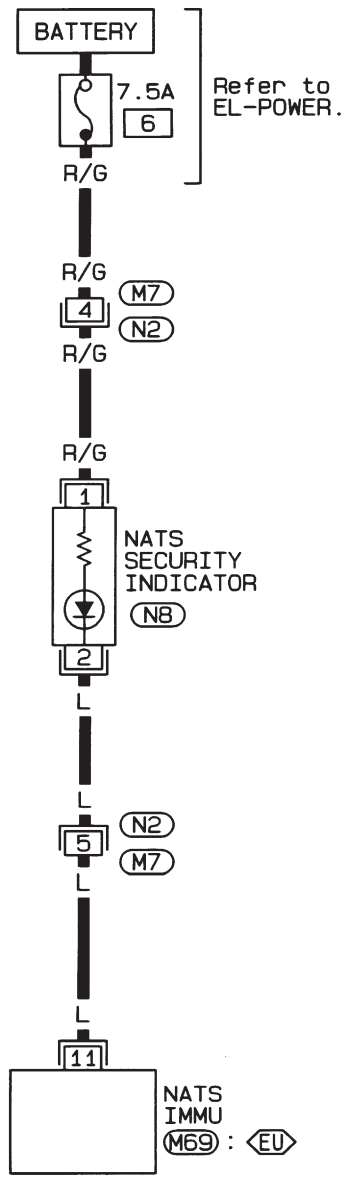 BATTERY
7.5A
6
Refer to
EL-POWER.
R/G
R/G
4
M7
N2
R/G
R/G
1
NATS
SECURITY
INDICATOR
N8
2
L
L
5
N2
M7
L
L
11
NATS
IMMU
M69 : EU